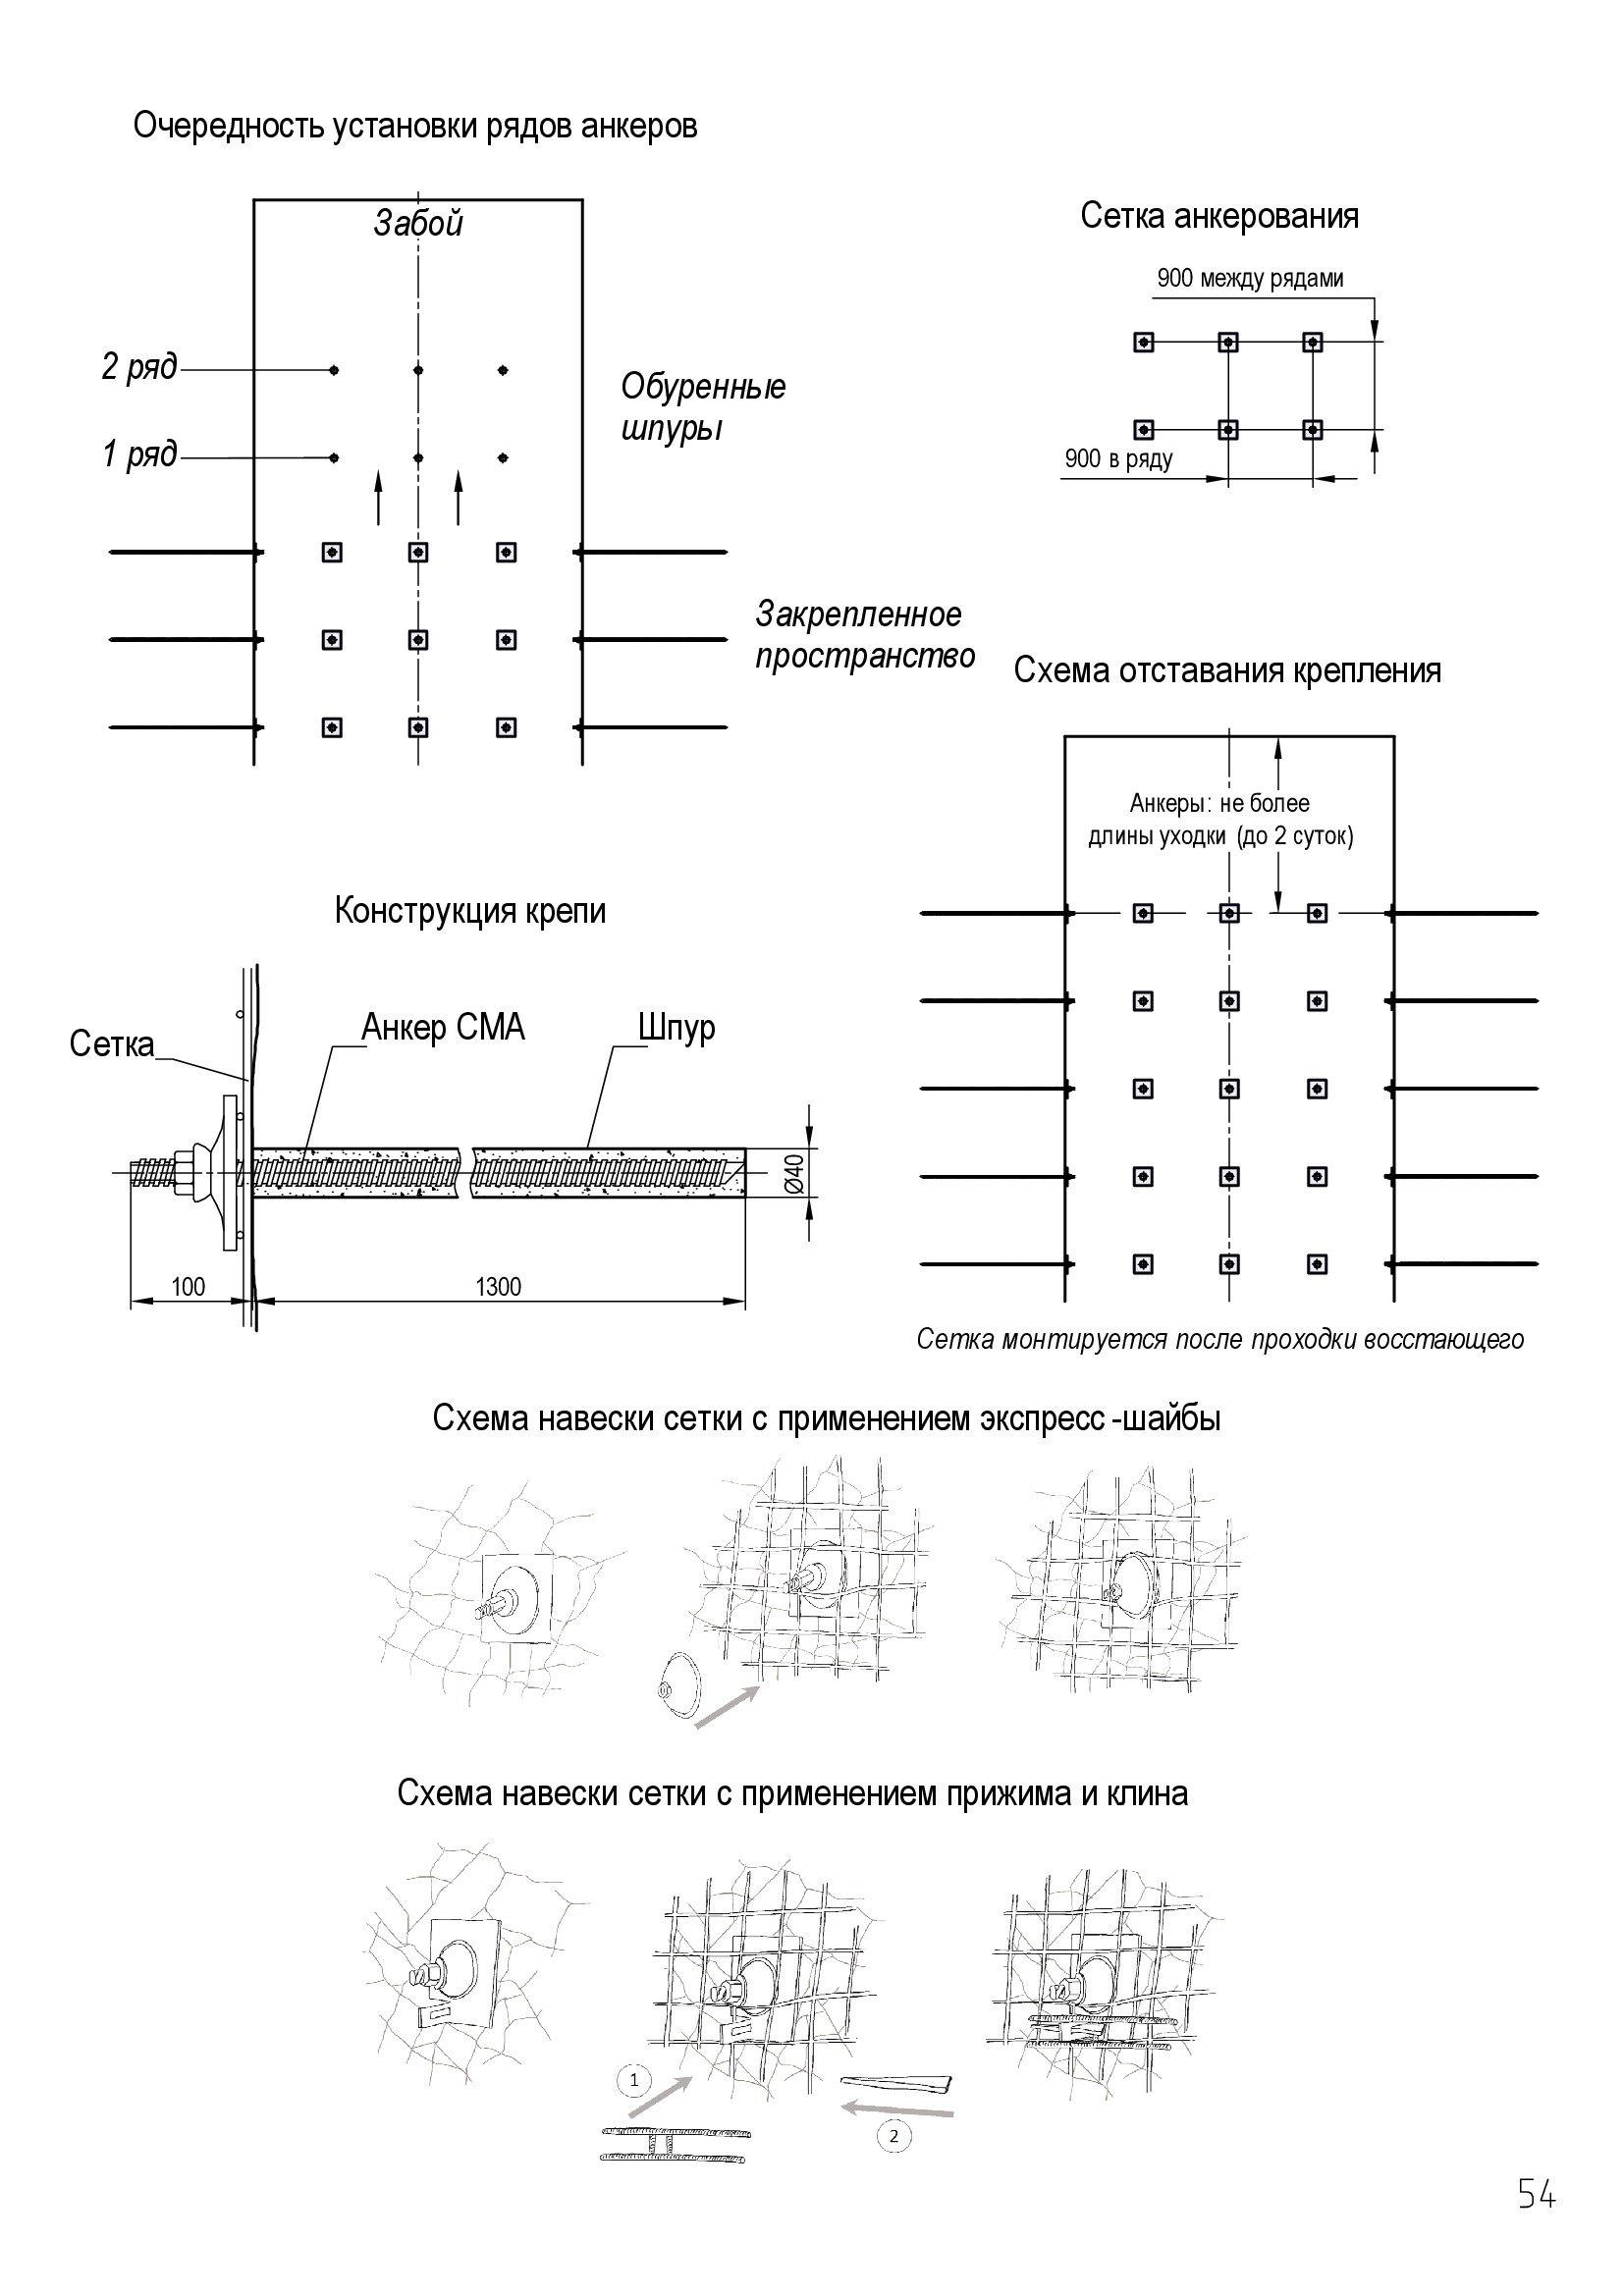 Очередность установки рядов анкеров
Забой
Сетка анкерования
900 между рядами
2 ряд
Обуренные
шпуры
1 ряд
900 в ряду
Закрепленное
пространство
Схема отставания крепления
Анкеры: не более
длины уходки (до 2 суток)
Конструкция крепи
Сетка
Анкер СМА
Шпур
Ø40
100
1300
Сетка монтируется после проходки восстающего
Схема навески сетки с применением экспресс-шайбы
Схема навески сетки с применением прижима и клина
1
2
54